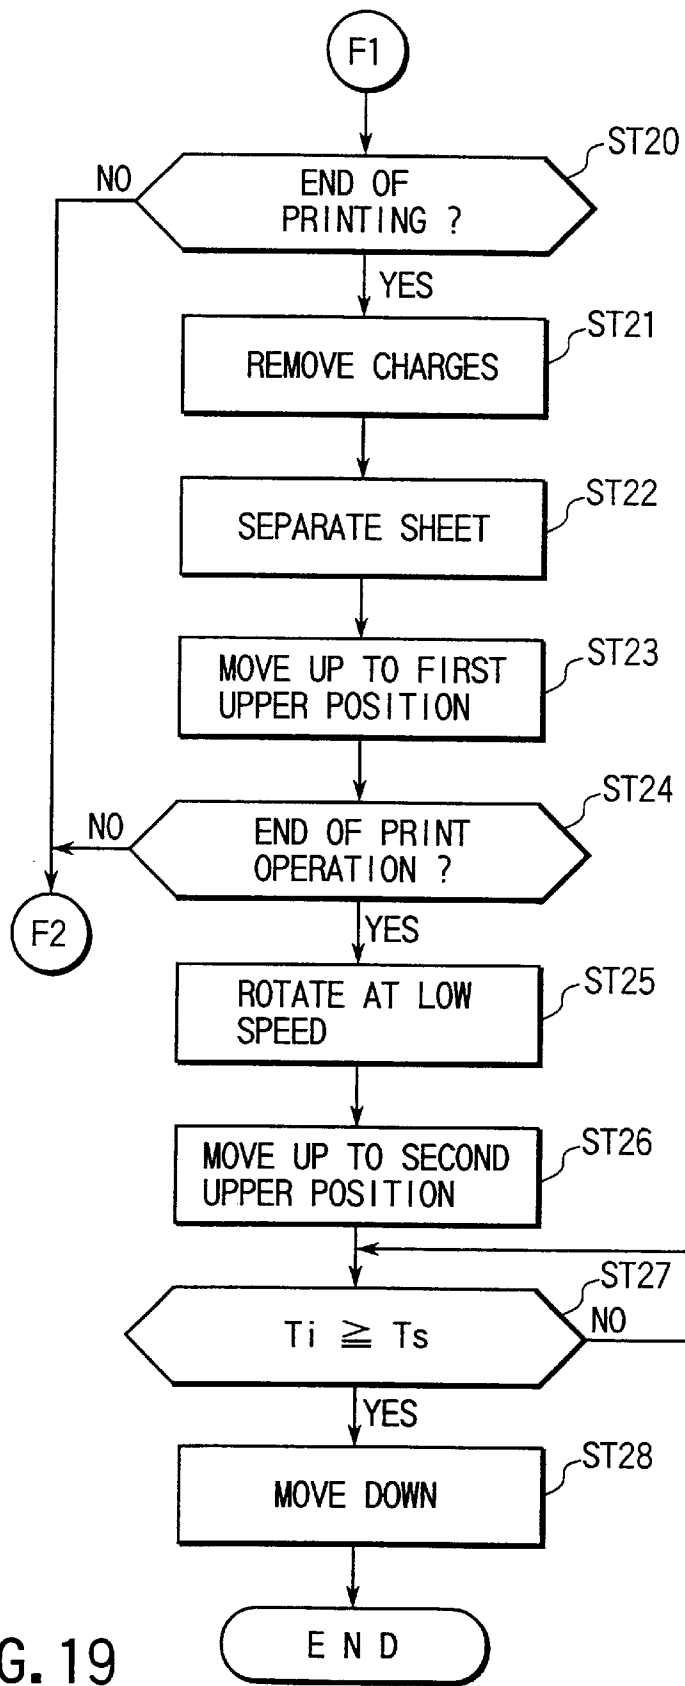 F1
ST20
NO
END OF
PRINTING ?
YES
ST21
REMOVE CHARGES
ST22
SEPARATE SHEET
ST23
MOVE UP TO FIRST
UPPER POSITION
ST24
NO
END OF PRINT
OPERATION ?
F2
YES
ST25
ROTATE AT LOW
SPEED
ST26
MOVE UP TO SECOND
UPPER POSITION
ST27
NO
Ti ≧ Ts
YES
ST28
MOVE DOWN
END
G. 19